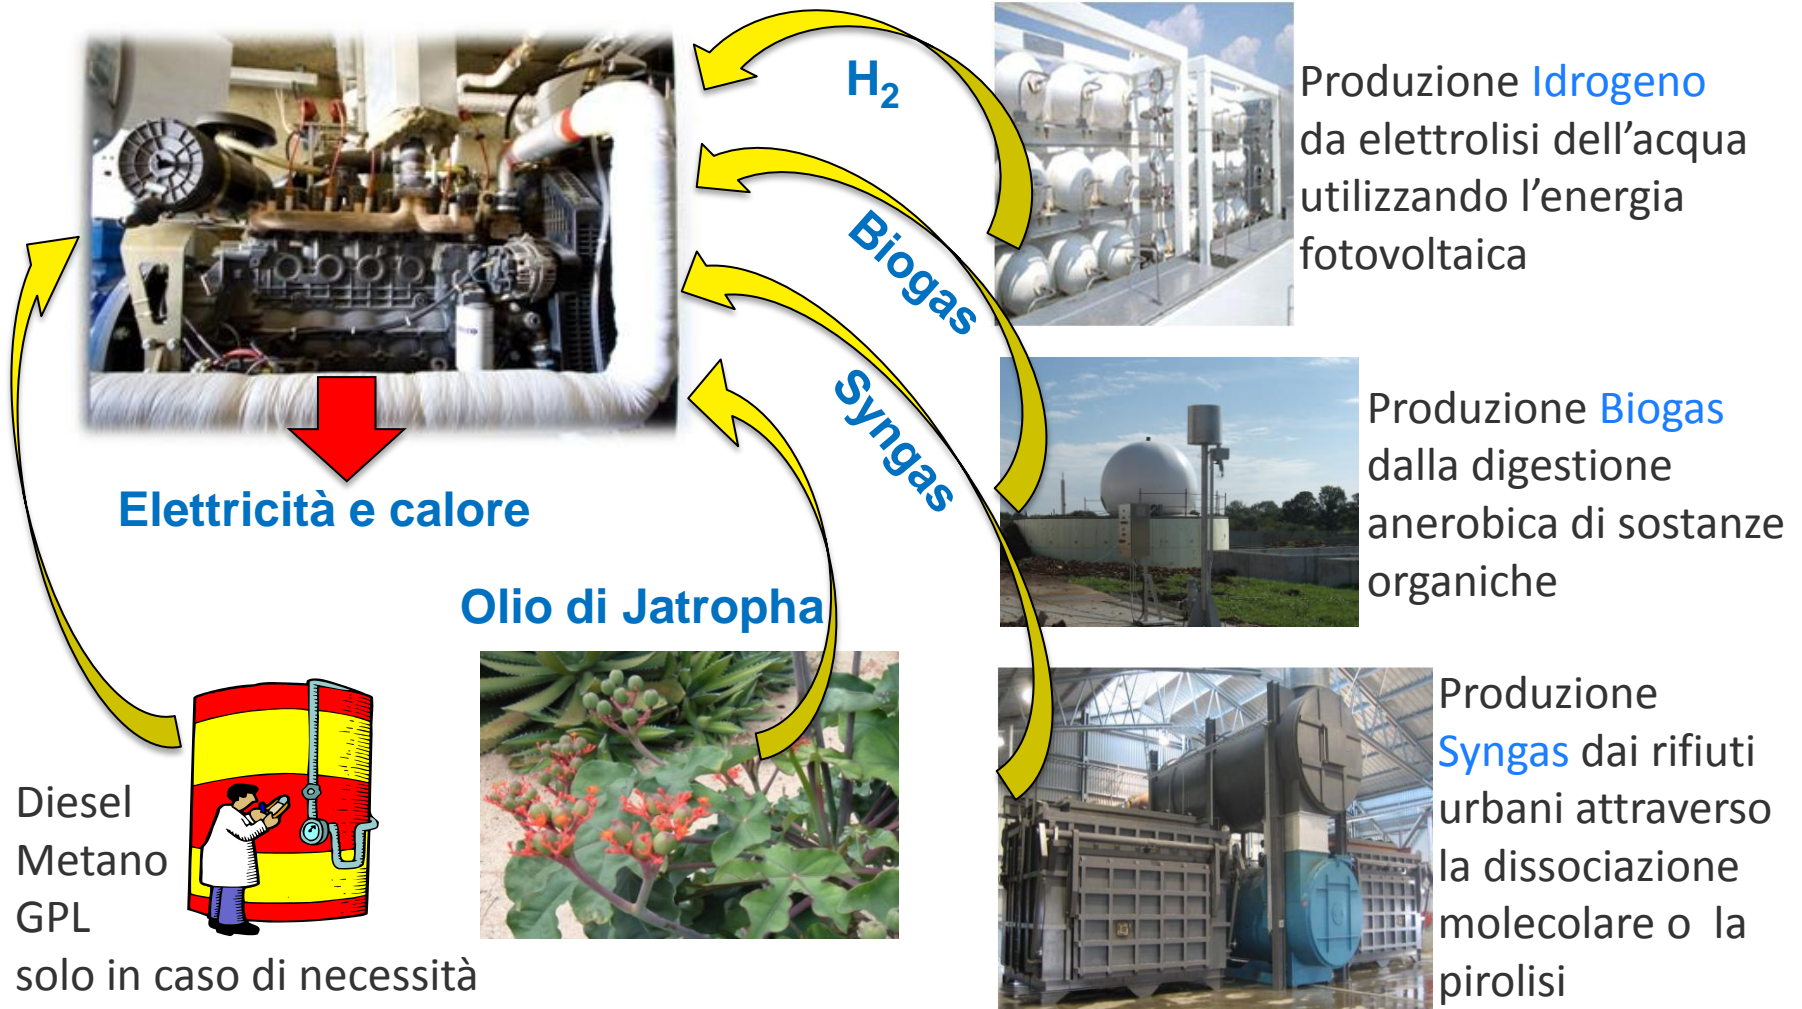 H₂
Produzione Idrogeno
da elettrolisi dell’acqua
utilizzando l’energia
fotovoltaica
Biogas
Produzione Biogas
dalla digestione
anerobica di sostanze
organiche
Syngas
Produzione
Syngas dai rifiuti
urbani attraverso
la dissociazione
molecolare o la
pirolisi
Elettricità e calore
Olio di Jatropha
Diesel
Metano
GPL
solo in caso di necessità